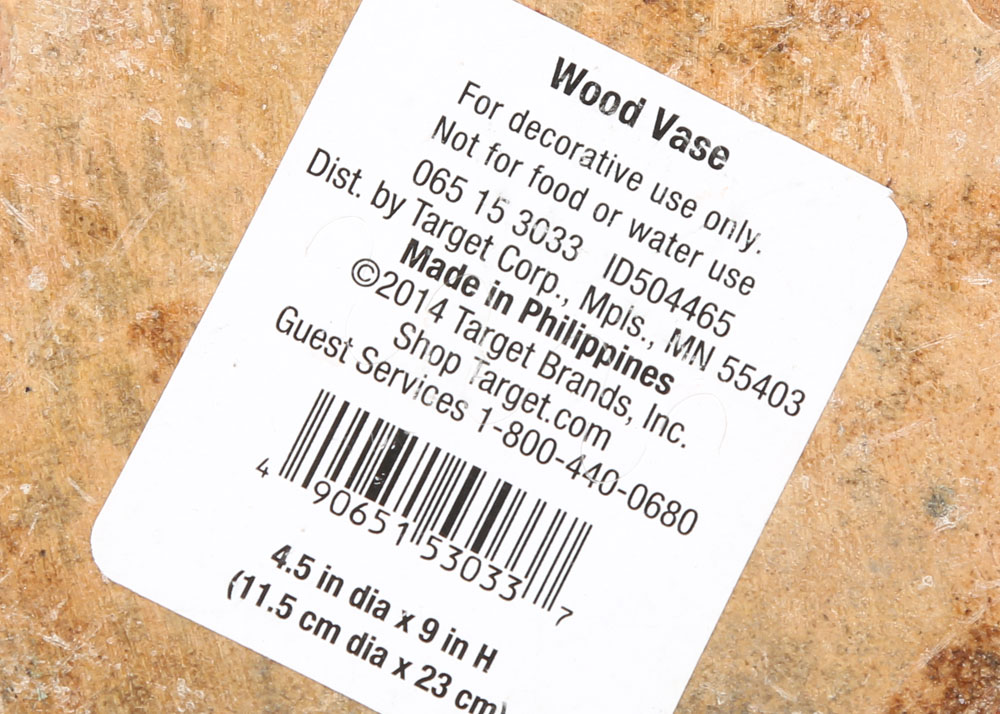 Wood Vase
For decorative use only.
Not for food or water use
065 15 3033 ID504465
Dist. by Target Corp., Mpls., MN 55403
Made in Philippines
©2014 Target Brands, Inc.
Shop Target.com
Guest Services 1-800-440-0680
4 90651 53033 7
4.5 in dia x 9 in H
(11.5 cm dia x 23 cm)